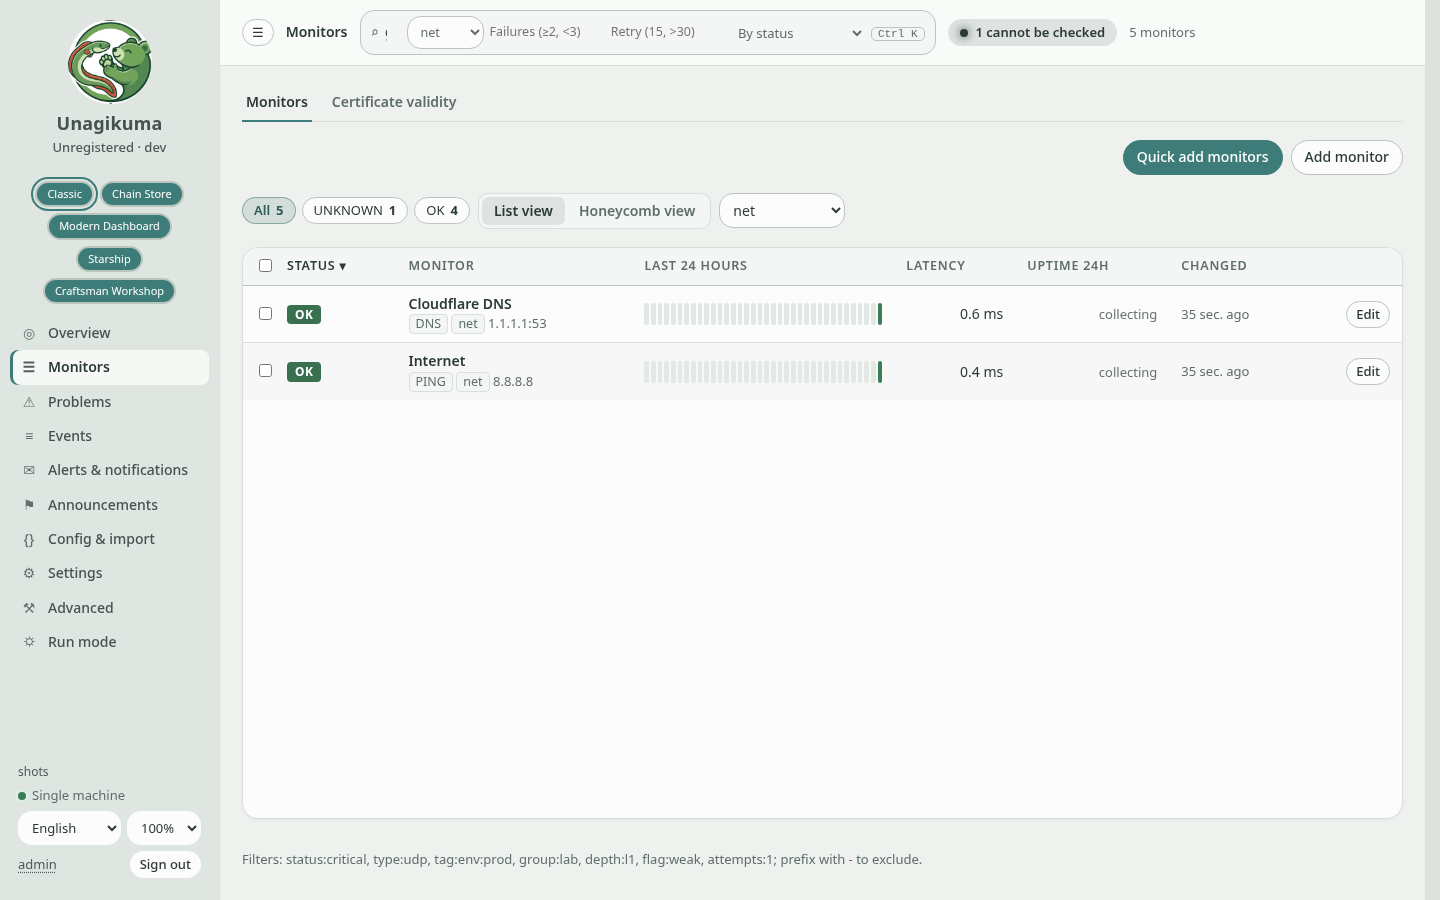 Unagikuma
Unregistered · dev
Classic
Chain Store
Modern Dashboard
Starship
Craftsman Workshop
Overview
Monitors
Problems
Events
Alerts & notifications
Announcements
Config & import
Settings
Advanced
Run mode
shots
Single machine
English
100%
admin
Sign out
Monitors
net
Failures (≥2, <3)
Retry (15, >30)
By status
Ctrl K
1 cannot be checked
5 monitors
Monitors
Certificate validity
Quick add monitors
Add monitor
All 5
UNKNOWN 1
OK 4
List view
Honeycomb view
net
STATUS ▾ MONITOR LAST 24 HOURS LATENCY UPTIME 24H CHANGED
OK Cloudflare DNS 0.6 ms collecting 35 sec. ago Edit
DNS net 1.1.1.1:53
OK Internet 0.4 ms collecting 35 sec. ago Edit
PING net 8.8.8.8
Filters: status:critical, type:udp, tag:env:prod, group:lab, depth:l1, flag:weak, attempts:1; prefix with - to exclude.